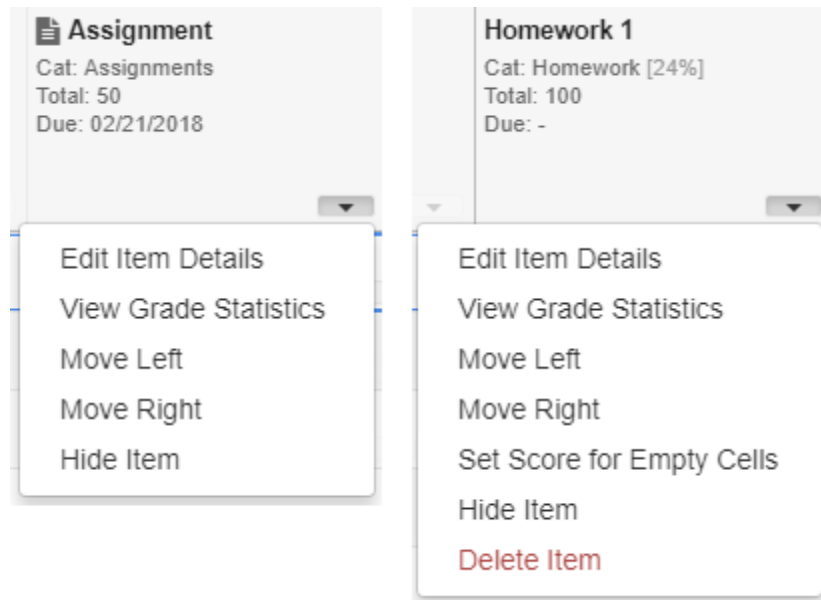 Assignment
Cat: Assignments
Total: 50
Due: 02/21/2018
Edit Item Details
View Grade Statistics
Move Left
Move Right
Hide Item
Homework 1
Cat: Homework [24%]
Total: 100
Due: -
Edit Item Details
View Grade Statistics
Move Left
Move Right
Set Score for Empty Cells
Hide Item
Delete Item